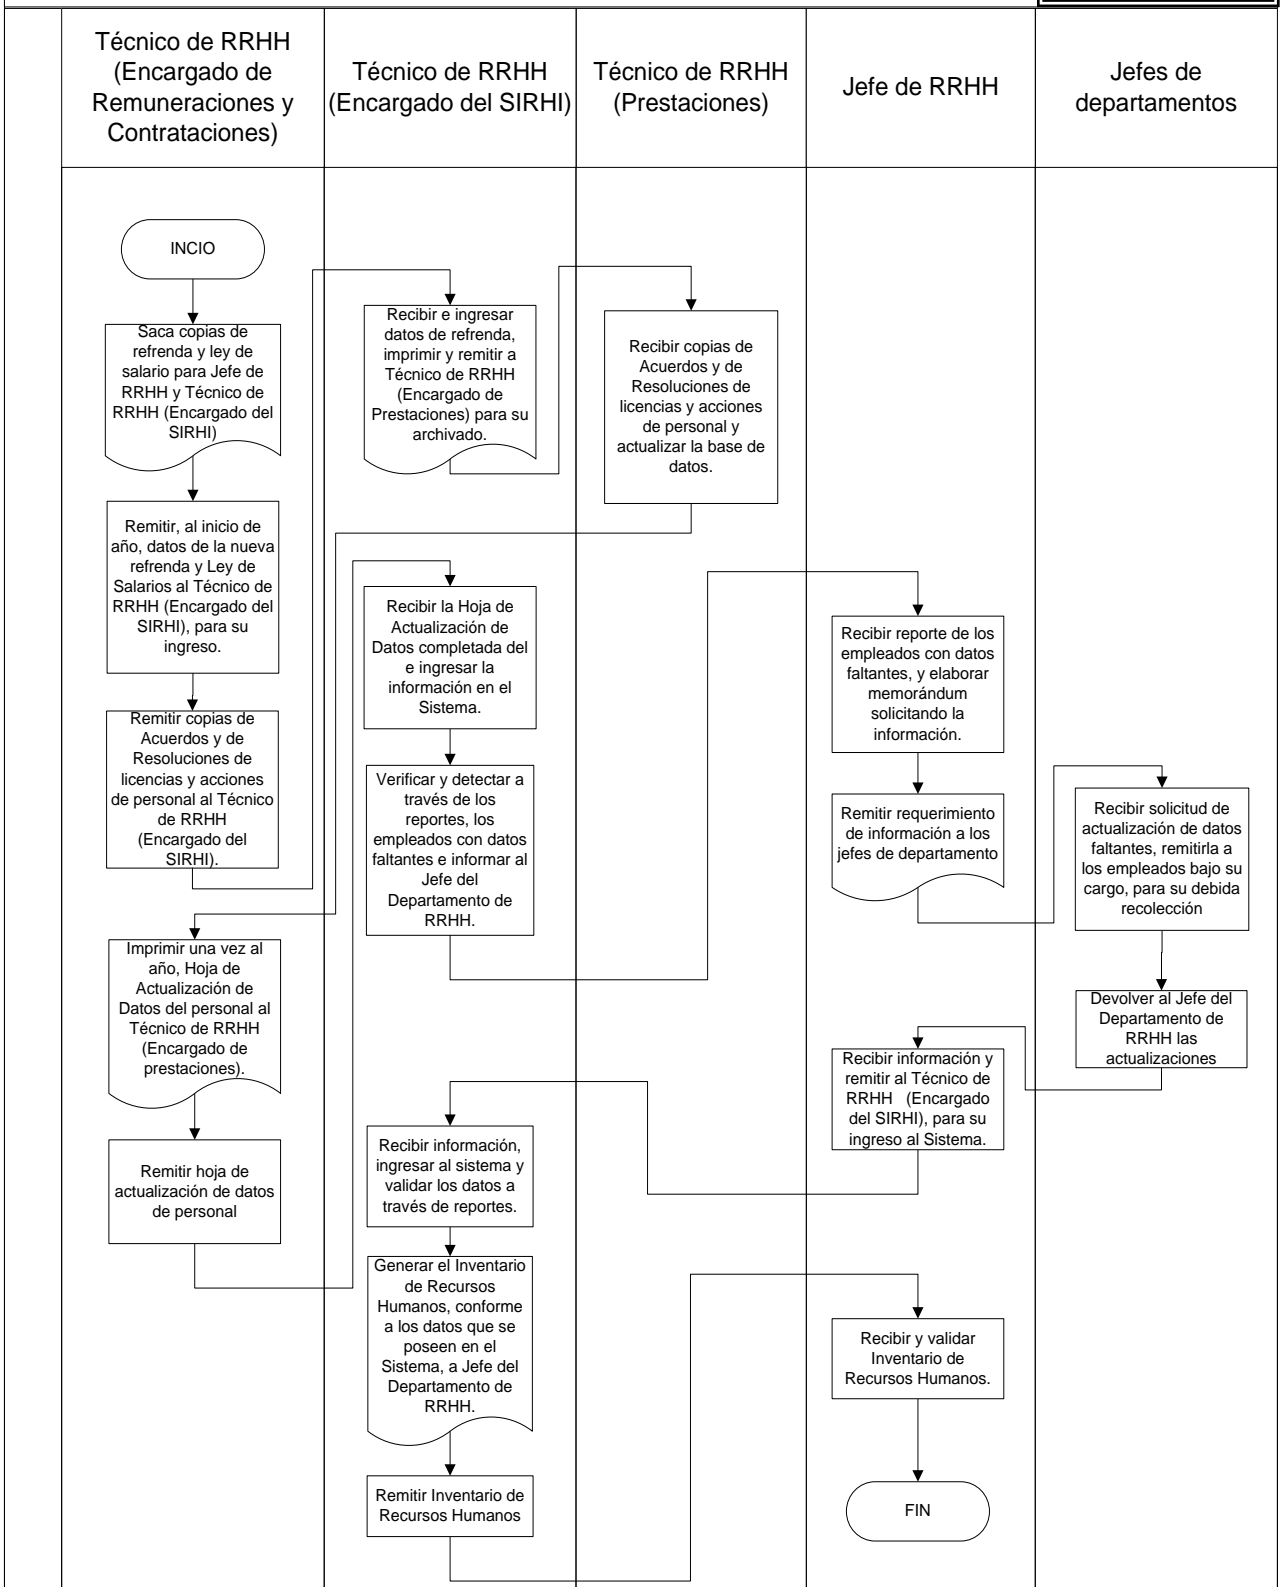 Técnico de RRHH
(Encargado de
Remuneraciones y
Contrataciones)
Técnico de RRHH
(Encargado del SIRHI)
Técnico de RRHH
(Prestaciones)
Jefe de RRHH
Jefes de
departamentos
INCIO
Saca copias de
refrenda y ley de
salario para Jefe de
RRHH y Técnico de
RRHH (Encargado del
SIRHI)
Remitir, al inicio de
año, datos de la nueva
refrenda y Ley de
Salarios al Técnico de
RRHH (Encargado del
SIRHI), para su
ingreso.
Remitir copias de
Acuerdos y de
Resoluciones de
licencias y acciones
de personal al Técnico
de RRHH
(Encargado del
SIRHI).
Recibir e ingresar
datos de refrenda,
imprimir y remitir a
Técnico de RRHH
(Encargado de
Prestaciones) para su
archivado.
Recibir copias de
Acuerdos y de
Resoluciones de
licencias y acciones
de personal y
actualizar la base de
datos.
Imprimir una vez al
año, Hoja de
Actualización de
Datos del personal al
Técnico de RRHH
(Encargado de
prestaciones).
Remitir hoja de
actualización de datos
de personal
Recibir la Hoja de
Actualización de
Datos completada del
e ingresar la
información en el
Sistema.
Verificar y detectar a
través de los
reportes, los
empleados con datos
faltantes e informar al
Jefe del
Departamento de
RRHH.
Recibir reporte de los
empleados con datos
faltantes, y elaborar
memorándum
solicitando la
información.
Remitir requerimiento
de información a los
jefes de departamento
Recibir solicitud de
actualización de datos
faltantes, remitirla a
los empleados bajo su
cargo, para su debida
recolección
Devolver al Jefe del
Departamento de
RRHH las
actualizaciones
Recibir información y
remitir al Técnico de
RRHH (Encargado
del SIRHI), para su
ingreso al Sistema.
Recibir información,
ingresar al sistema y
validar los datos a
través de reportes.
Generar el Inventario
de Recursos
Humanos, conforme
a los datos que se
poseen en el
Sistema, a Jefe del
Departamento de
RRHH.
Remitir Inventario de
Recursos Humanos
Recibir y validar
Inventario de
Recursos Humanos.
FIN